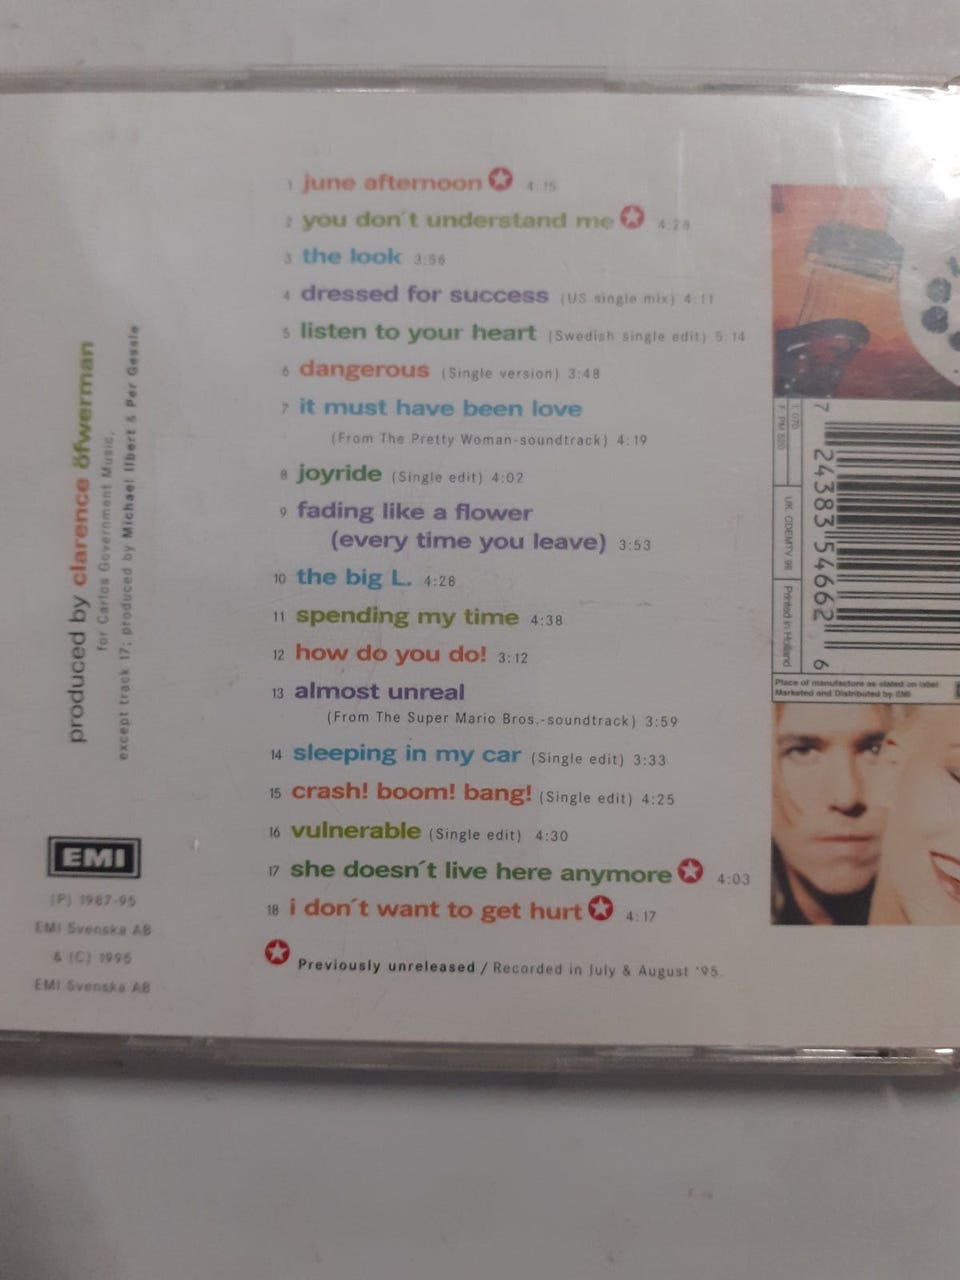 1 june afternoon 4:15
2 you don't understand me 4:28
3 the look 3:56
4 dressed for success (US single mix) 4:11
5 listen to your heart (Swedish single edit) 5:14
6 dangerous (Single version) 3:48
7 it must have been love
(From The Pretty Woman-soundtrack) 4:19
8 joyride (Single edit) 4:02
9 fading like a flower
(every time you leave) 3:53
10 the big L. 4:28
11 spending my time 4:38
12 how do you do! 3:12
13 almost unreal
(From The Super Mario Bros.-soundtrack) 3:59
14 sleeping in my car (Single edit) 3:33
15 crash! boom! bang! (Single edit) 4:25
16 vulnerable (Single edit) 4:30
17 she doesn't live here anymore 4:03
18 i don't want to get hurt 4:17
Previously unreleased / Recorded in July & August '95
produced by clarence öfwerman
for Carlos Government Music,
except track 17; produced by Michael Ilbert & Per Gessle
EMI
(P) 1987-95
EMI Svenska AB
& (C) 1995
EMI Svenska AB
7 24383 54662 6
UK: CDEMTV 98
Printed in Holland
Place of manufacture as stated on label
Marketed and Distributed by EMI